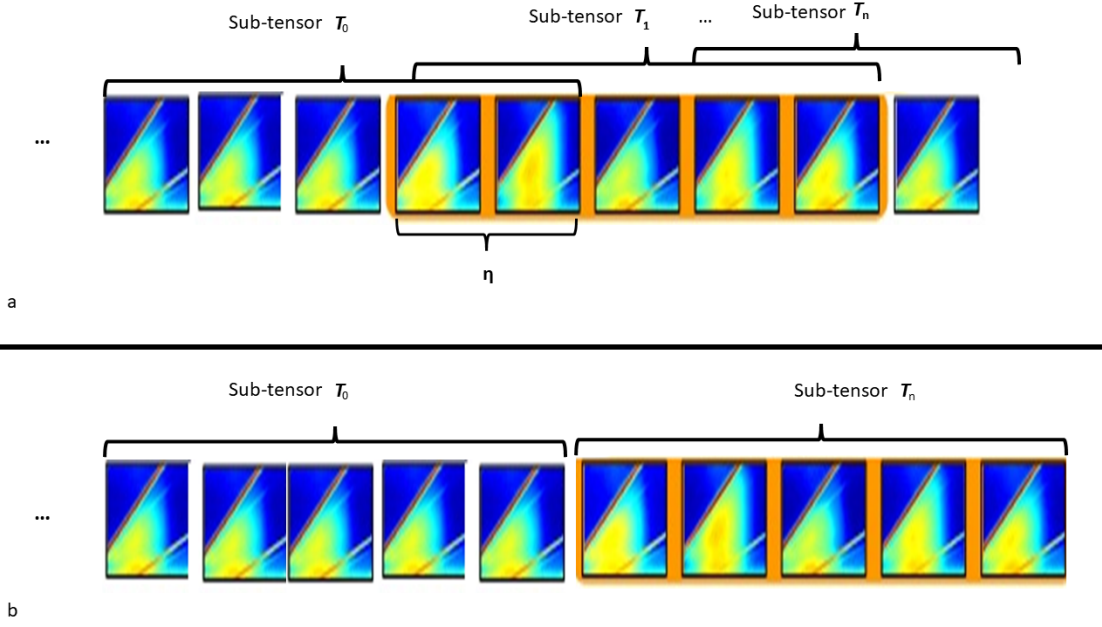 Sub-tensor T0 Sub-tensor T1 ... Sub-tensor Tn
...
η
a
Sub-tensor T0 Sub-tensor Tn
...
b